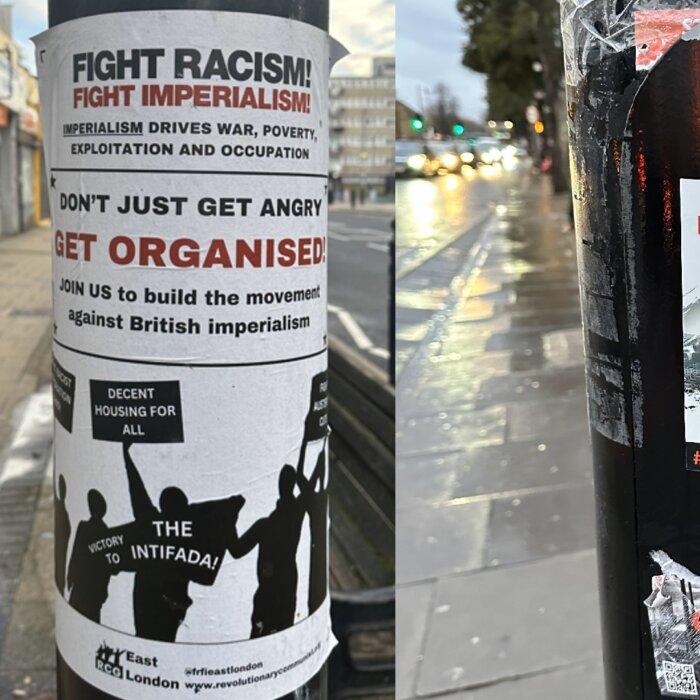 FIGHT RACISM!
FIGHT IMPERIALISM!
IMPERIALISM DRIVES WAR, POVERTY,
EXPLOITATION AND OCCUPATION
DON'T JUST GET ANGRY
GET ORGANISED!
JOIN US to build the movement
against British imperialism
DECENT
HOUSING FOR
ALL
VICTORY
TO
THE
INTIFADA!
RCG
East
London
@frfieastlondon
www.revolutionarycommunist.org